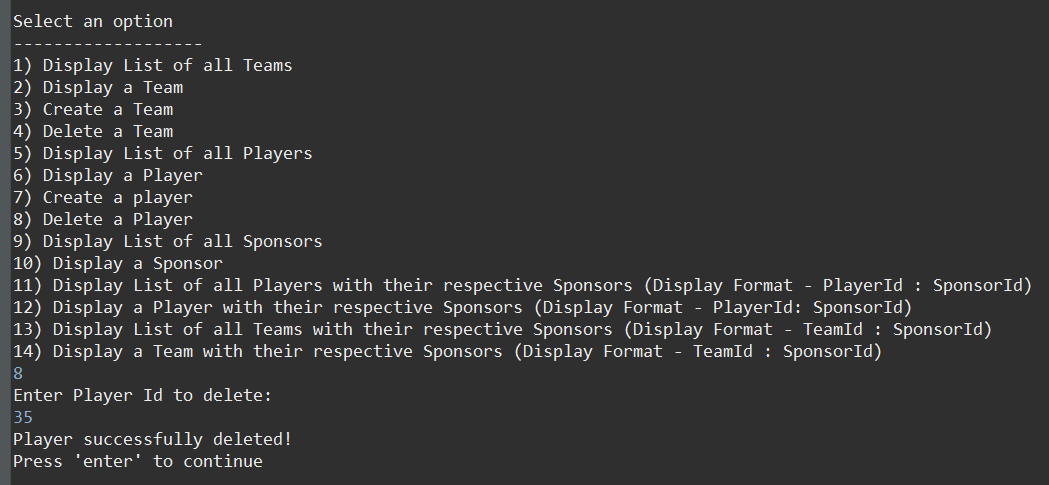 Select an option
-------------------
1) Display List of all Teams
2) Display a Team
3) Create a Team
4) Delete a Team
5) Display List of all Players
6) Display a Player
7) Create a player
8) Delete a Player
9) Display List of all Sponsors
10) Display a Sponsor
11) Display List of all Players with their respective Sponsors (Display Format - PlayerId : SponsorId)
12) Display a Player with their respective Sponsors (Display Format - PlayerId: SponsorId)
13) Display List of all Teams with their respective Sponsors (Display Format - TeamId : SponsorId)
14) Display a Team with their respective Sponsors (Display Format - TeamId : SponsorId)
8
Enter Player Id to delete:
35
Player successfully deleted!
Press 'enter' to continue